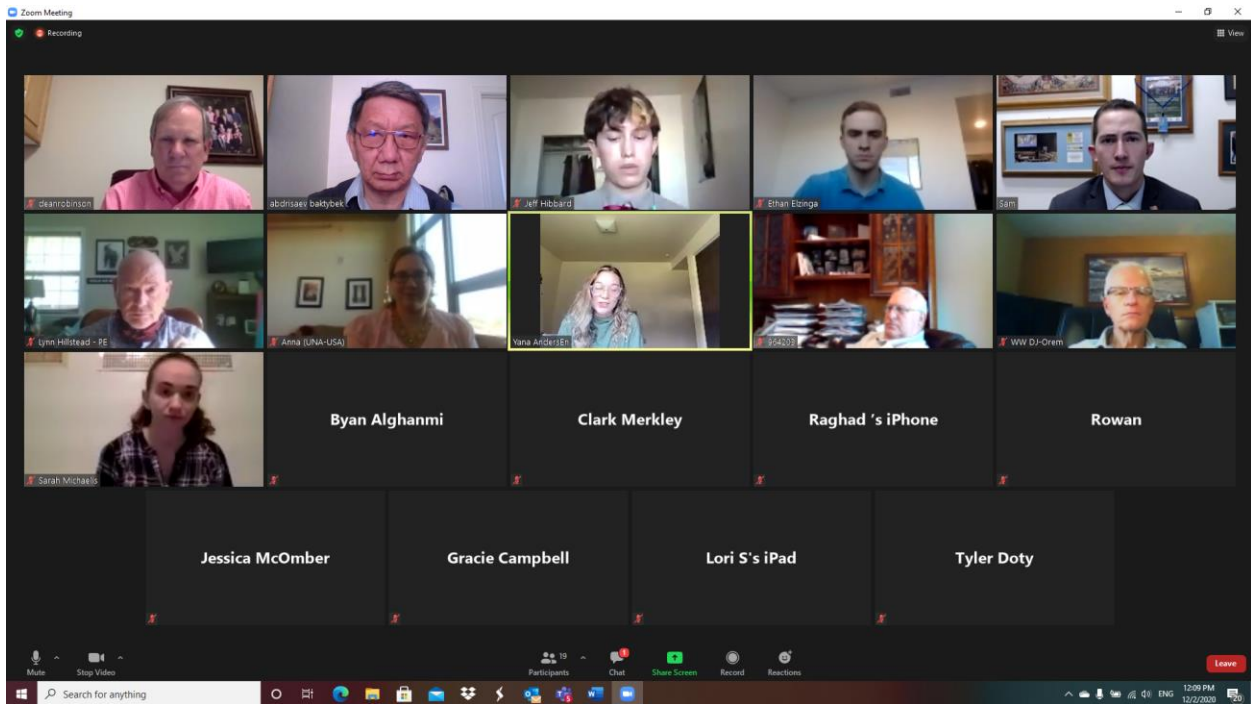 Zoom Meeting
Recording
View
deanrobinson
abdrisaev baktybek
Jeff Hibbard
Ethan Elzinga
Sam
Lynn Hillstead - PE
Anna (UNA-USA)
Yana AndersEn
964203
WW DJ-Orem
Sarah Michaelis
Byan Alghanmi
Clark Merkley
Raghad 's iPhone
Rowan
Jessica McOmber
Gracie Campbell
Lori S's iPad
Tyler Doty
Mute
Stop Video
Participants
19
Chat
1
Share Screen
Record
Reactions
Leave
Search for anything
ENG
12:09 PM
12/2/2020
20